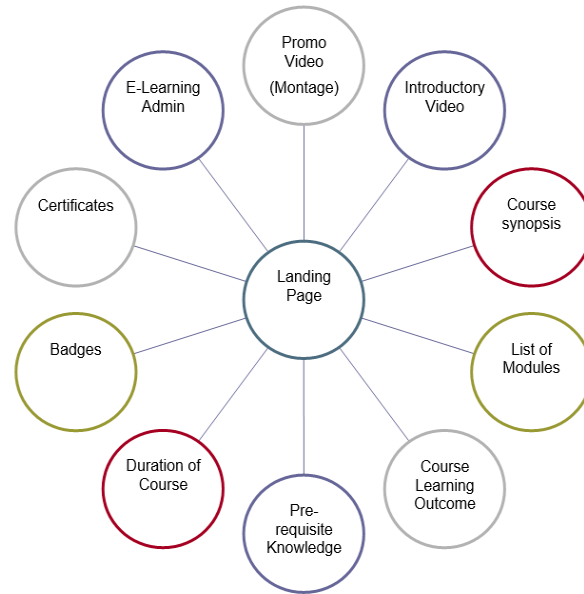 Promo
Video
(Montage)
Introductory
Video
Course
synopsis
List of
Modules
Course
Learning
Outcome
Pre-
requisite
Knowledge
Duration of
Course
Badges
Certificates
E-Learning
Admin
Landing
Page